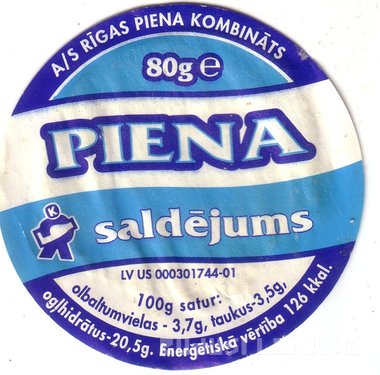 A/S RĪGAS PIENA KOMBINĀTS
80g ℮
PIENA
K
saldējums
LV US 000301744-01
100g satur:
olbaltumvielas - 3,7g, taukus-3,5g,
ogļhidrātus-20,5g. Enerģētiskā vērtība 126 kkal.